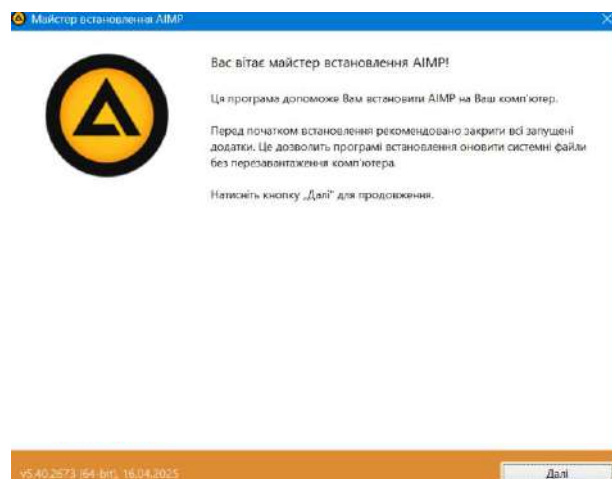 Майстер встановлення AIMP
Вас вітає майстер встановлення AIMP!
Ця програма допоможе Вам встановити AIMP на Ваш комп'ютер.
Перед початком встановлення рекомендовано закрити всі запущені
додатки. Це дозволить програмі встановлення оновити системні файли
без перезавантаження комп'ютера.
Натисніть кнопку „Далі" для продовження.
v5.40.2673 (64-bit), 16.04.2025
Далі